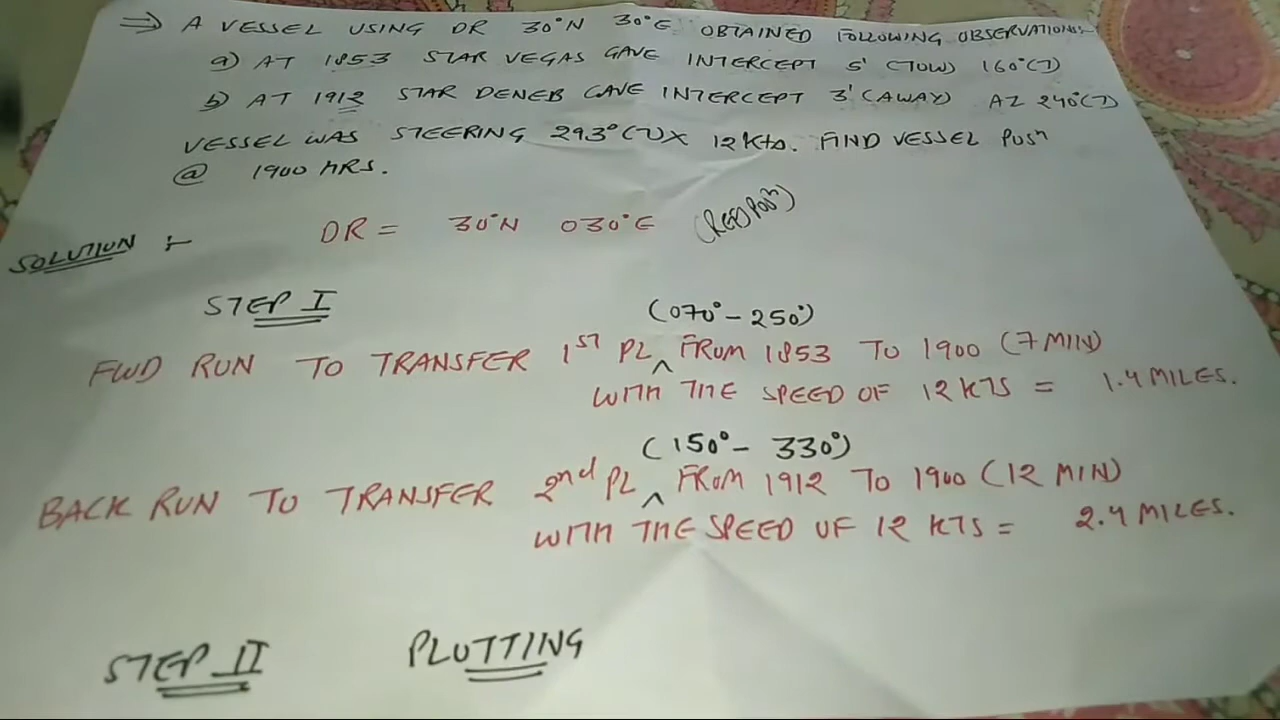 ⇒ A VESSEL USING DR 30°N 30°E OBTAINED FOLLOWING OBSERVATIONS:-
a) AT 1853 STAR VEGAS GAVE INTERCEPT 5' (TOW) 160°(T)
b) AT 1912 STAR DENEB GAVE INTERCEPT 3' (AWAY) AZ 240°(T)
VESSEL WAS STEERING 293°(T) X 12 Kts. FIND VESSEL POSⁿ
@ 1900 HRS.
SOLUTION :- DR = 30°N 030°E (REF POSⁿ)
STEP I
(070° - 250°)
FWD RUN TO TRANSFER 1ST PL ^ FROM 1853 TO 1900 (7 MIN)
WITH THE SPEED OF 12 KTS = 1.4 MILES.
(150° - 330°)
BACK RUN TO TRANSFER 2nd PL ^ FROM 1912 TO 1900 (12 MIN)
WITH THE SPEED OF 12 KTS = 2.4 MILES.
STEP II PLOTTING